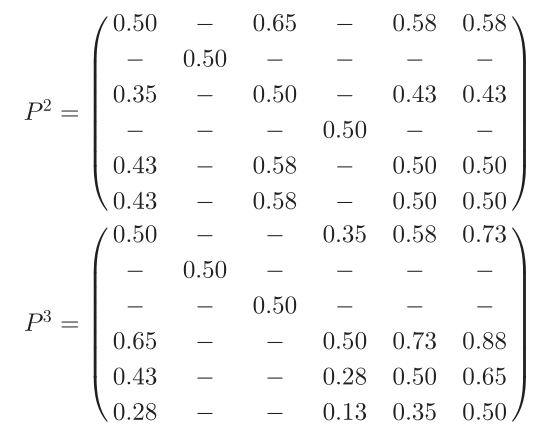 0.50 − 0.65 − 0.58 0.58
− 0.50 − − − −
0.35 − 0.50 − 0.43 0.43
P² =
− − − 0.50 − −
0.43 − 0.58 − 0.50 0.50
0.43 − 0.58 − 0.50 0.50
0.50 − − 0.35 0.58 0.73
− 0.50 − − − −
− − 0.50 − − −
P³ =
0.65 − − 0.50 0.73 0.88
0.43 − − 0.28 0.50 0.65
0.28 − − 0.13 0.35 0.50